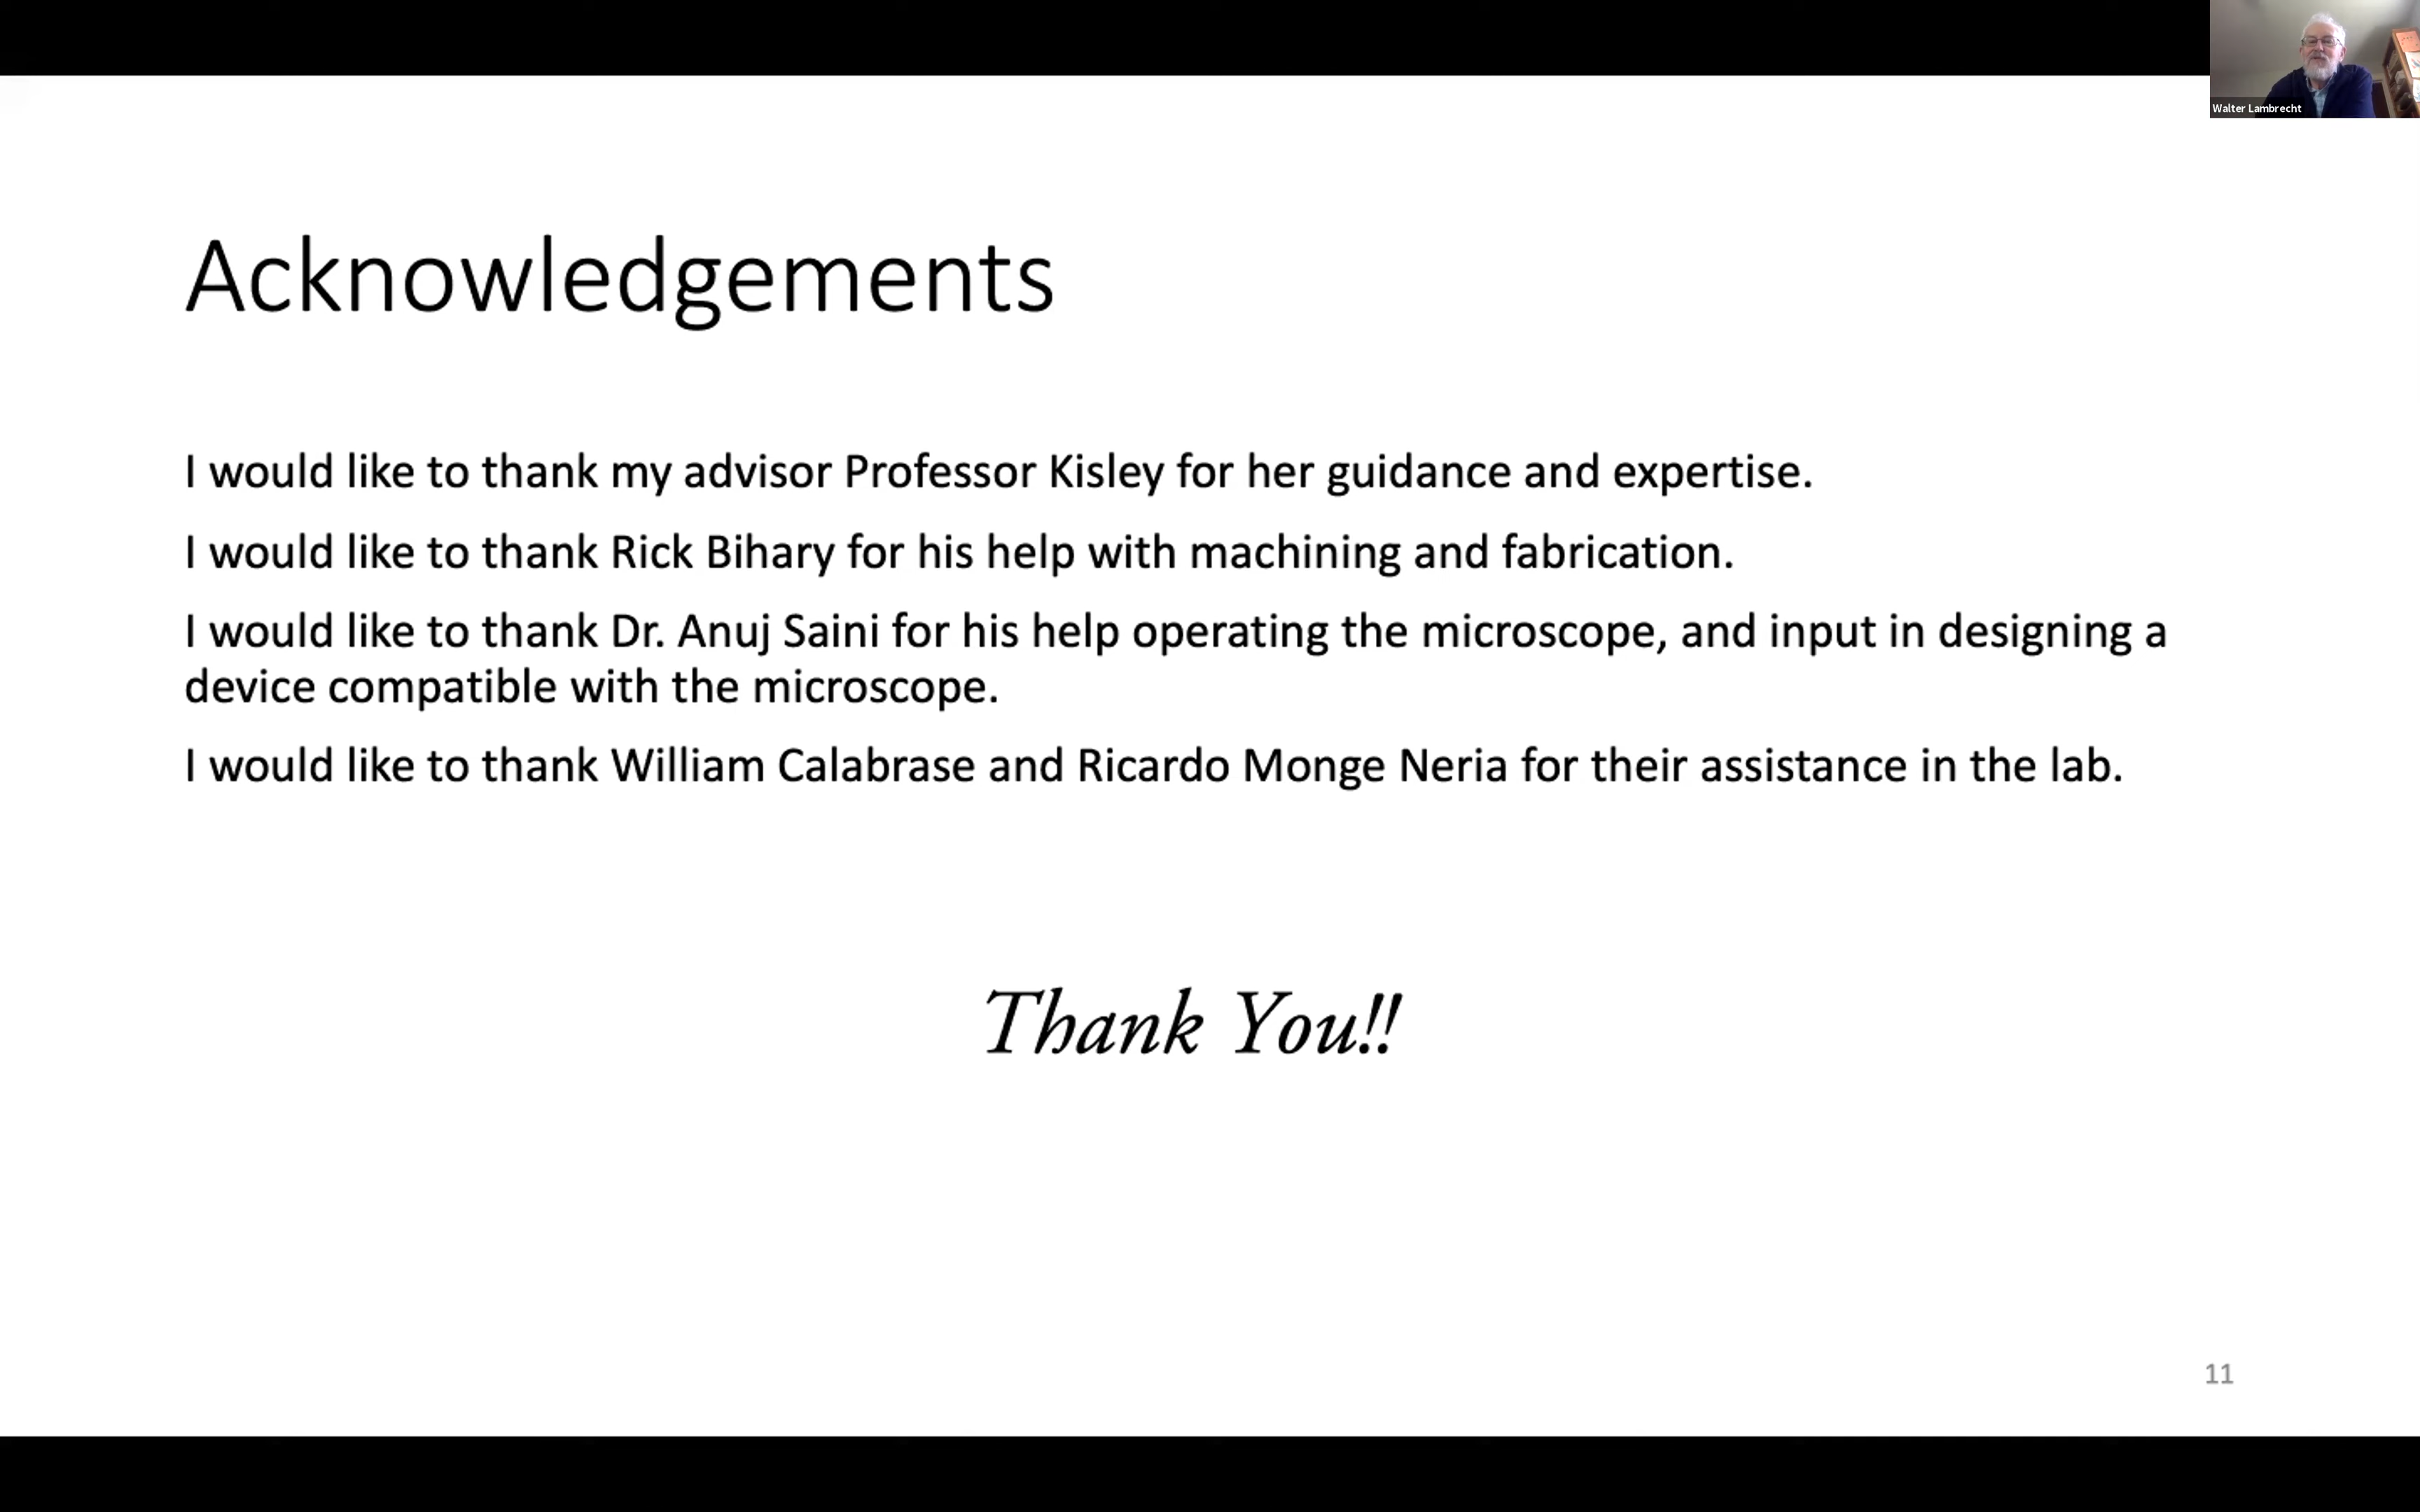 Walter Lambrecht
Acknowledgements
I would like to thank my advisor Professor Kisley for her guidance and expertise.
I would like to thank Rick Bihary for his help with machining and fabrication.
I would like to thank Dr. Anuj Saini for his help operating the microscope, and input in designing a
device compatible with the microscope.
I would like to thank William Calabrase and Ricardo Monge Neria for their assistance in the lab.
Thank You!!
11